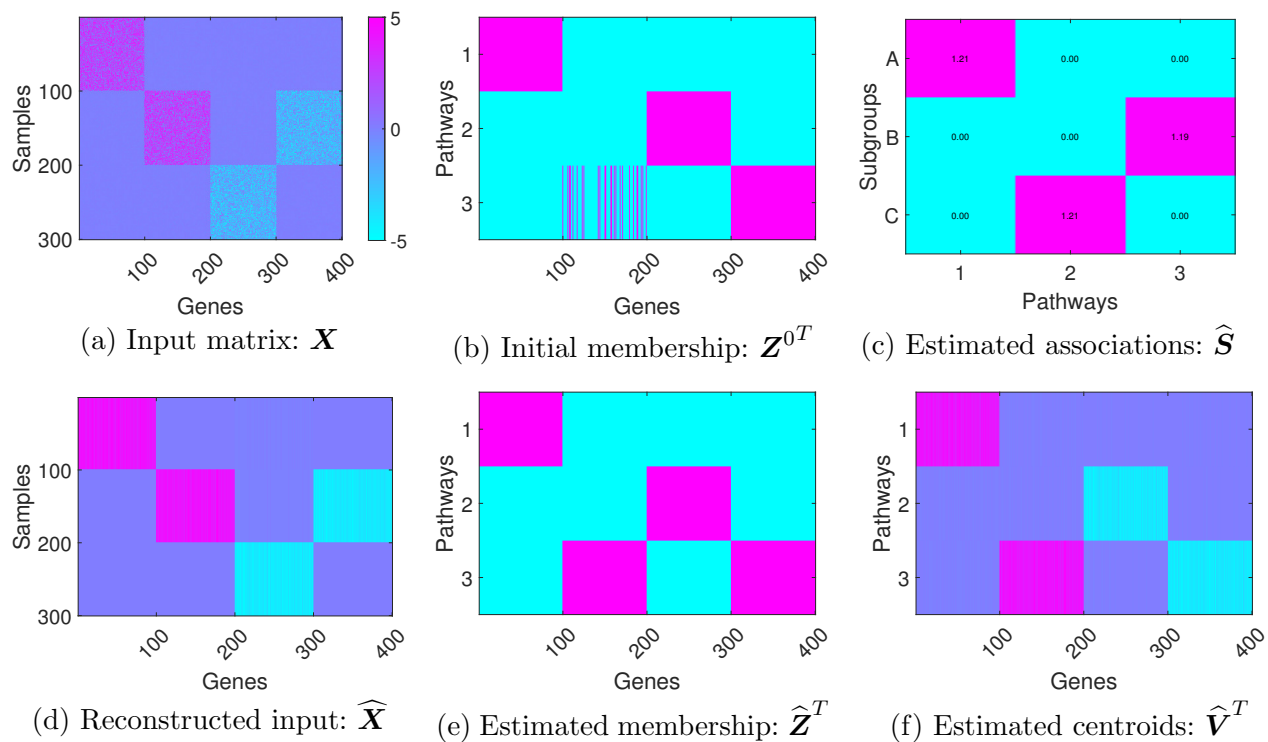 Samples
100
200
300
100
200
300
400
Genes
5
0
-5
(a) Input matrix: X
Pathways
1
2
3
100
200
300
400
Genes
(b) Initial membership: Z⁰ᵀ
Subgroups
A
B
C
1.21 0.00 0.00
0.00 0.00 1.19
0.00 1.21 0.00
1 2 3
Pathways
(c) Estimated associations: Ŝ
Samples
100
200
300
100
200
300
400
Genes
(d) Reconstructed input: X̂
Pathways
1
2
3
100
200
300
400
Genes
(e) Estimated membership: Ẑᵀ
Pathways
1
2
3
100
200
300
400
Genes
(f) Estimated centroids: V̂ᵀ